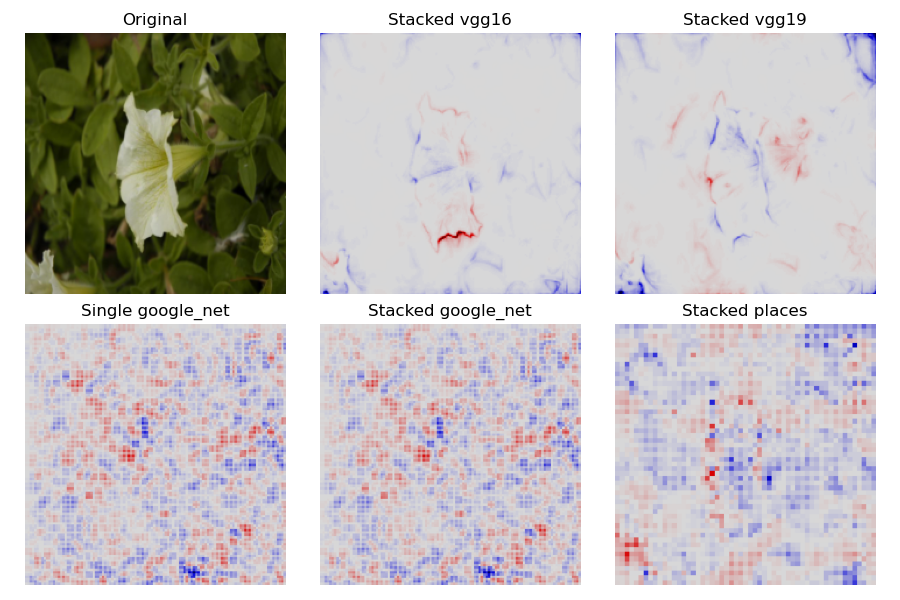 Original
Stacked vgg16
Stacked vgg19
Single google_net
Stacked google_net
Stacked places